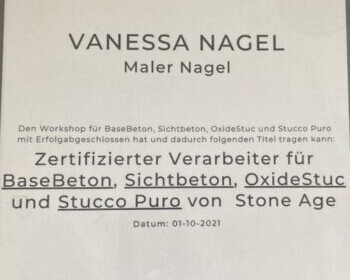 VANESSA NAGEL
Maler Nagel
Den Workshop für BaseBeton, Sichtbeton, OxideStuc und Stucco Puro
mit Erfolgabgeschlossen hat und dadurch folgenden Titel tragen kann:
Zertifizierter Verarbeiter für
BaseBeton, Sichtbeton, OxideStuc
und Stucco Puro von Stone Age
Datum: 01-10-2021